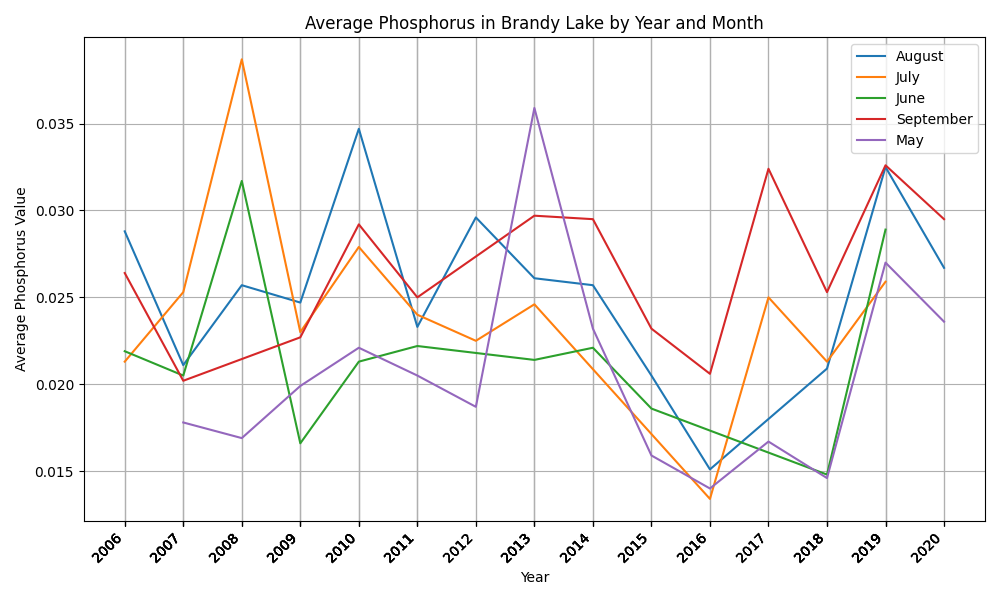 Average Phosphorus in Brandy Lake by Year and Month
August
July
June
September
May
Average Phosphorus Value
0.035
0.030
0.025
0.020
0.015
2006 2007 2008 2009 2010 2011 2012 2013 2014 2015 2016 2017 2018 2019 2020
Year